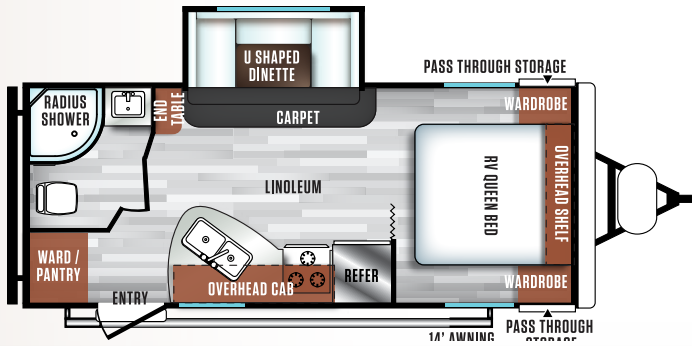 PASS THROUGH STORAGE
U SHAPED
DINETTE
RADIUS
SHOWER
END
TABLE
CARPET
WARDROBE
LINOLEUM
RV QUEEN BED
OVERHEAD SHELF
WARD /
PANTRY
REFER
OVERHEAD CAB
WARDROBE
ENTRY
14' AWNING
PASS THROUGH
STORAGE